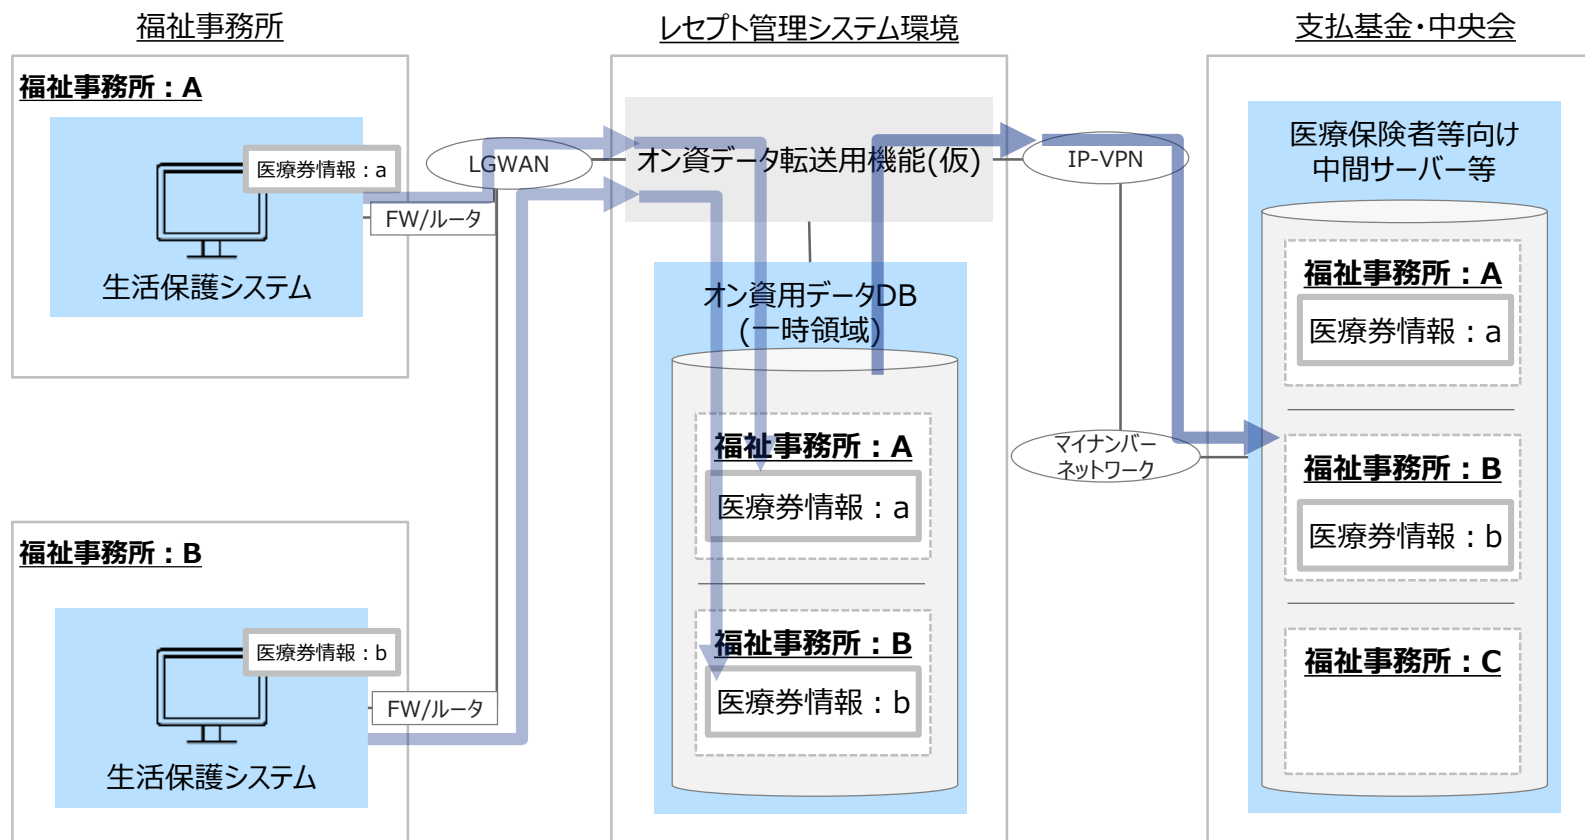 福祉事務所
福祉事務所：A
医療券情報：a
FW/ルータ
生活保護システム
福祉事務所：B
医療券情報：b
FW/ルータ
生活保護システム
LGWAN
レセプト管理システム環境
オン資データ転送用機能(仮)
オン資用データDB
(一時領域)
福祉事務所：A
医療券情報：a
福祉事務所：B
医療券情報：b
IP-VPN
マイナンバー
ネットワーク
支払基金・中央会
医療保険者等向け
中間サーバー等
福祉事務所：A
医療券情報：a
福祉事務所：B
医療券情報：b
福祉事務所：C